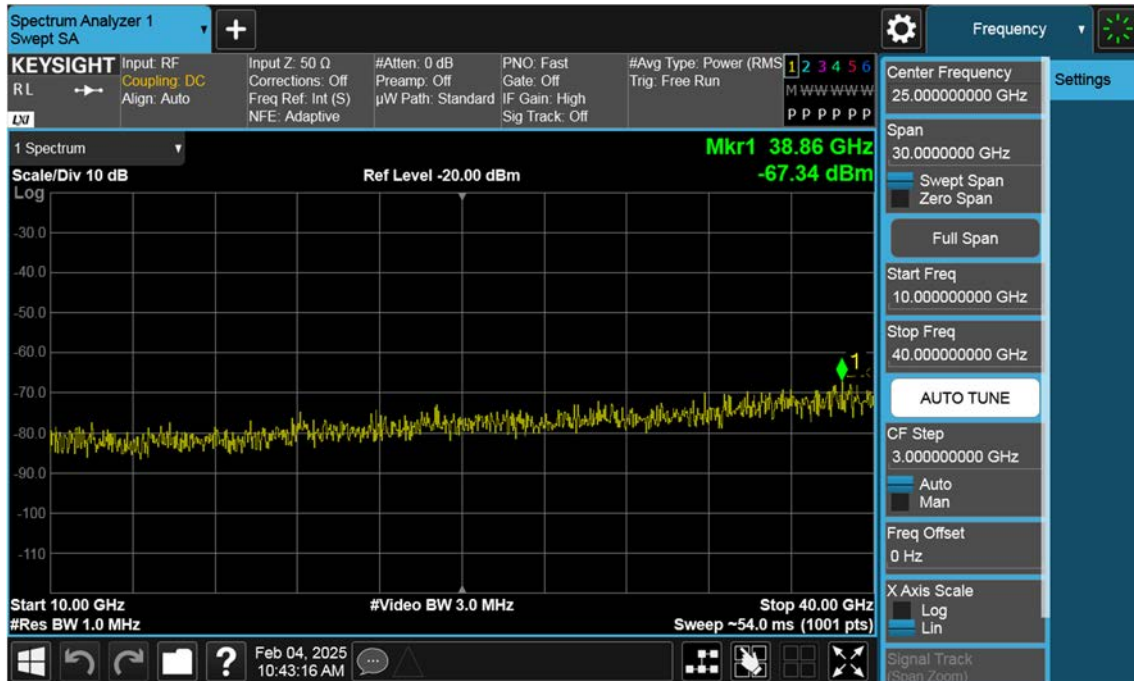 Spectrum Analyzer 1
Swept SA
Frequency
KEYSIGHT
RL
LXI
Input: RF
Coupling: DC
Align: Auto
Input Z: 50 Ω
Corrections: Off
Freq Ref: Int (S)
NFE: Adaptive
#Atten: 0 dB
Preamp: Off
µW Path: Standard
PNO: Fast
Gate: Off
IF Gain: High
Sig Track: Off
#Avg Type: Power (RMS
Trig: Free Run
1 2 3 4 5 6
M W W W W W
P P P P P P
1 Spectrum
Scale/Div 10 dB
Ref Level -20.00 dBm
Mkr1 38.86 GHz
-67.34 dBm
Log
-30.0
-40.0
-50.0
-60.0
1
-70.0
-80.0
-90.0
-100
-110
Start 10.00 GHz
#Video BW 3.0 MHz
Stop 40.00 GHz
#Res BW 1.0 MHz
Sweep ~54.0 ms (1001 pts)
Center Frequency
25.000000000 GHz
Span
30.0000000 GHz
Swept Span
Zero Span
Full Span
Start Freq
10.000000000 GHz
Stop Freq
40.000000000 GHz
AUTO TUNE
CF Step
3.000000000 GHz
Auto
Man
Freq Offset
0 Hz
X Axis Scale
Log
Lin
Signal Track
(Span Zoom)
Settings
?
Feb 04, 2025
10:43:16 AM